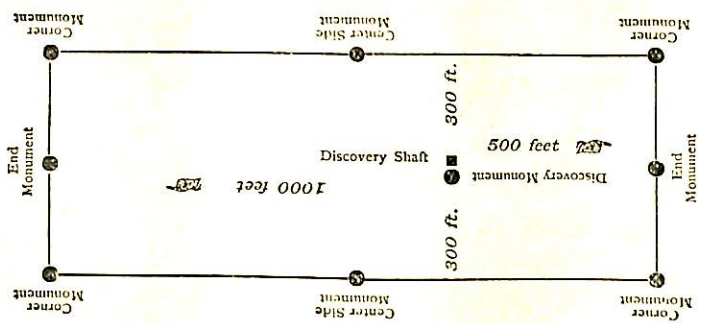 Corner
Monument
Center Side
Monument
Corner
Monument
300 ft.
End
Monument
Discovery Shaft
500 feet
Discovery Monument
1000 feet
End
Monument
300 ft.
Corner
Monument
Center Side
Monument
Corner
Monument